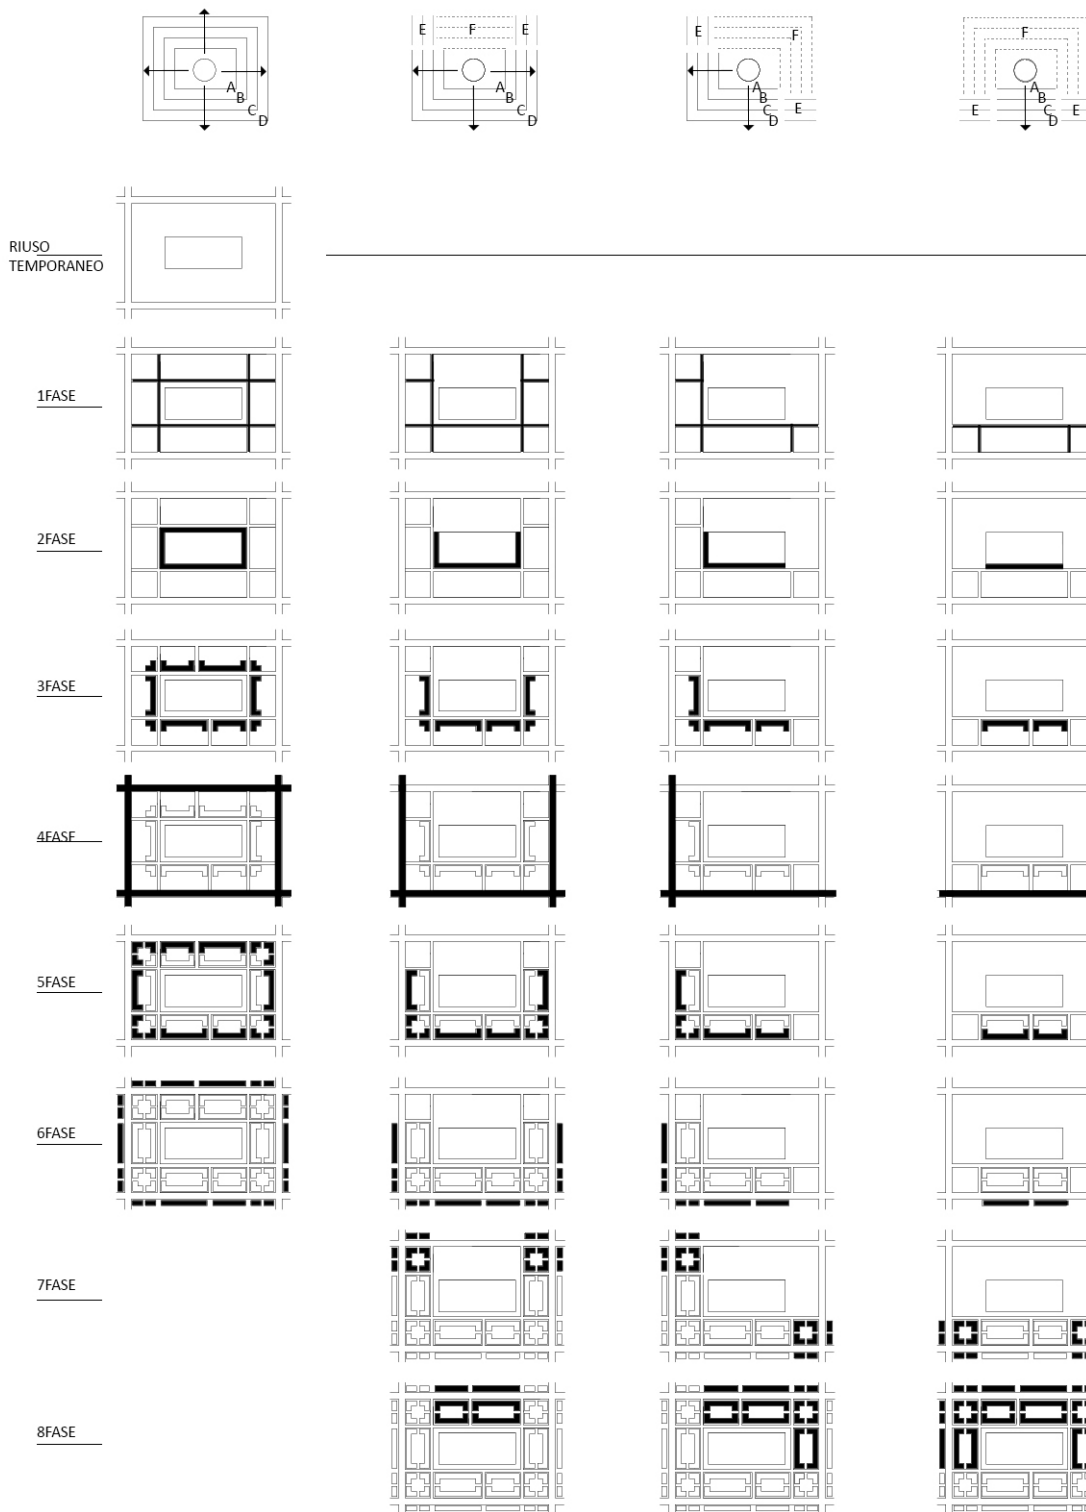 E F E
E F
F
A
B
C
D
A
B
C
D
A
B
C
D
E
A
B
C
D
E E
RIUSO
TEMPORANEO
1FASE
2FASE
3FASE
4FASE
5FASE
6FASE
7FASE
8FASE